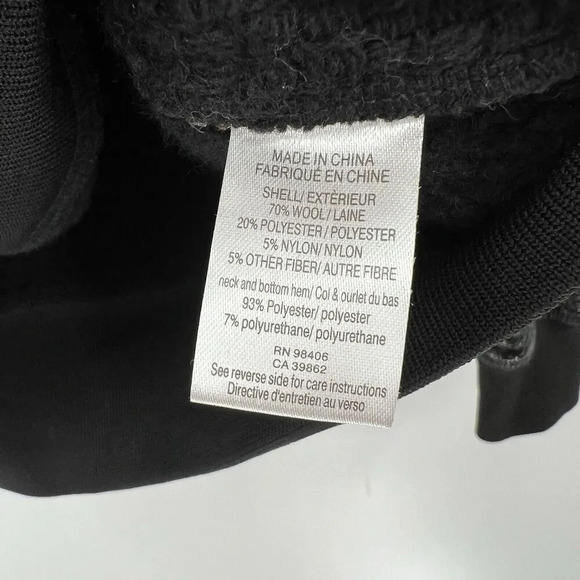 MADE IN CHINA
FABRIQUÉ EN CHINE
SHELL/ EXTÉRIEUR
70% WOOL/ LAINE
20% POLYESTER/ POLYESTER
5% NYLON/ NYLON
5% OTHER FIBER/ AUTRE FIBRE
neck and bottom hem/ Col & ourlet du bas
93% Polyester/ polyester
7% polyurethane/ polyuréthane
RN 98406
CA 39862
See reverse side for care instructions
Directive d'entretien au verso